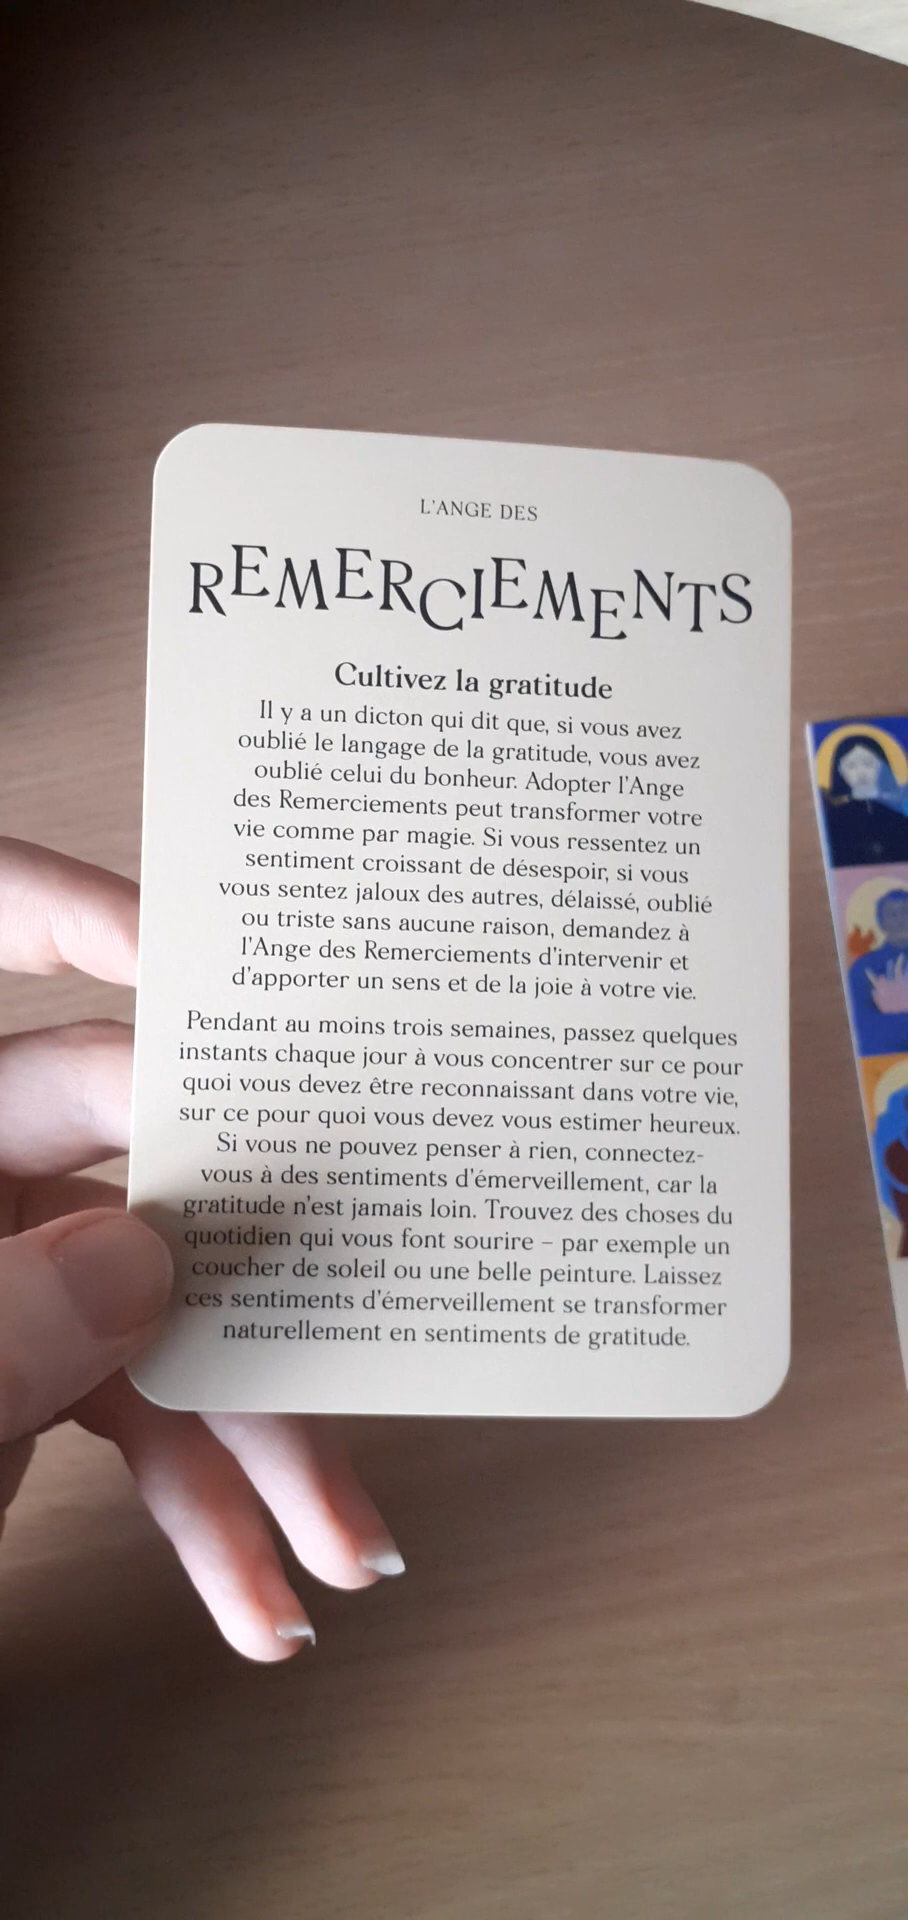 L'ANGE DES
REMERCIEMENTS
Cultivez la gratitude
Il y a un dicton qui dit que, si vous avez
oublié le langage de la gratitude, vous avez
oublié celui du bonheur. Adopter l'Ange
des Remerciements peut transformer votre
vie comme par magie. Si vous ressentez un
sentiment croissant de désespoir, si vous
vous sentez jaloux des autres, délaissé, oublié
ou triste sans aucune raison, demandez à
l'Ange des Remerciements d'intervenir et
d'apporter un sens et de la joie à votre vie.
Pendant au moins trois semaines, passez quelques
instants chaque jour à vous concentrer sur ce pour
quoi vous devez être reconnaissant dans votre vie,
sur ce pour quoi vous devez vous estimer heureux.
Si vous ne pouvez penser à rien, connectez-
vous à des sentiments d'émerveillement, car la
gratitude n'est jamais loin. Trouvez des choses du
quotidien qui vous font sourire – par exemple un
coucher de soleil ou une belle peinture. Laissez
ces sentiments d'émerveillement se transformer
naturellement en sentiments de gratitude.